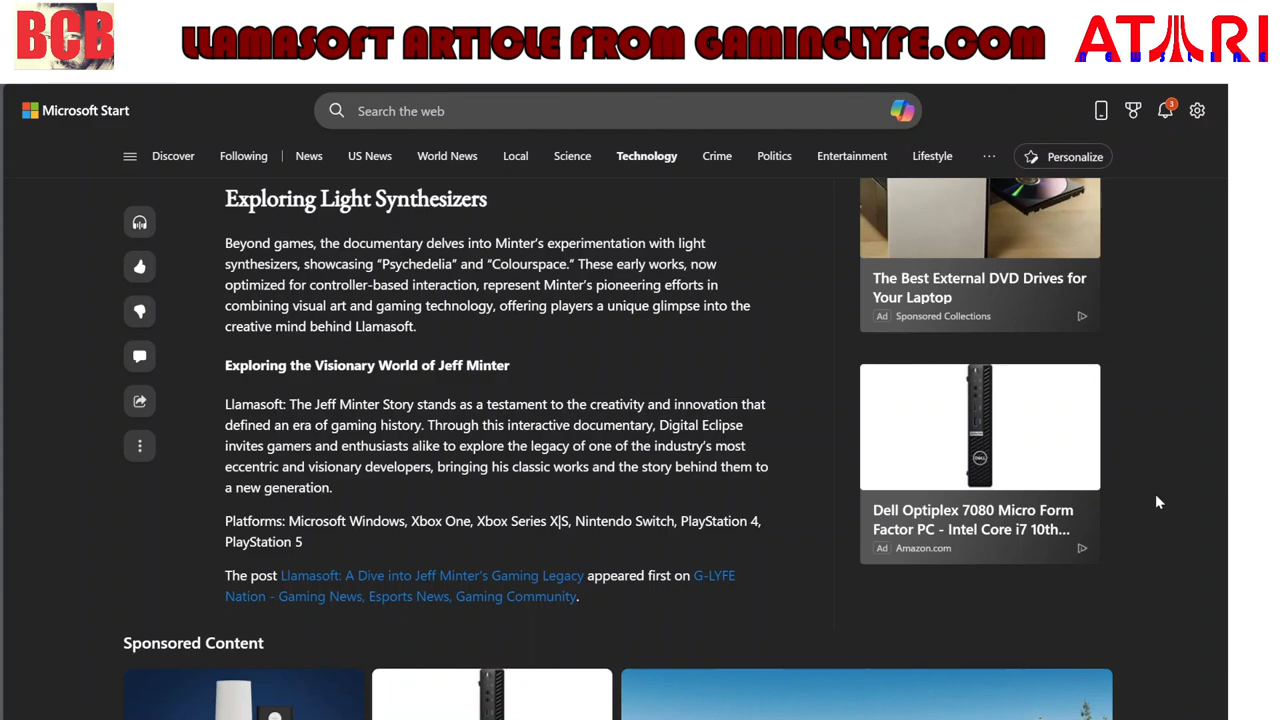 BCB
LLAMASOFT ARTICLE FROM GAMINGLYFE.COM
ATARI
Microsoft Start
Search the web
3
Discover
Following
News
US News
World News
Local
Science
Technology
Crime
Politics
Entertainment
Lifestyle
...
Personalize
Exploring Light Synthesizers
Beyond games, the documentary delves into Minter's experimentation with light
synthesizers, showcasing “Psychedelia” and “Colourspace.” These early works, now
optimized for controller-based interaction, represent Minter's pioneering efforts in
combining visual art and gaming technology, offering players a unique glimpse into the
creative mind behind Llamasoft.
Exploring the Visionary World of Jeff Minter
Llamasoft: The Jeff Minter Story stands as a testament to the creativity and innovation that
defined an era of gaming history. Through this interactive documentary, Digital Eclipse
invites gamers and enthusiasts alike to explore the legacy of one of the industry's most
eccentric and visionary developers, bringing his classic works and the story behind them to
a new generation.
Platforms: Microsoft Windows, Xbox One, Xbox Series X|S, Nintendo Switch, PlayStation 4,
PlayStation 5
The post Llamasoft: A Dive into Jeff Minter's Gaming Legacy appeared first on G-LYFE
Nation - Gaming News, Esports News, Gaming Community.
The Best External DVD Drives for
Your Laptop
Ad Sponsored Collections
DELL
Dell Optiplex 7080 Micro Form
Factor PC - Intel Core i7 10th...
Ad Amazon.com
Sponsored Content